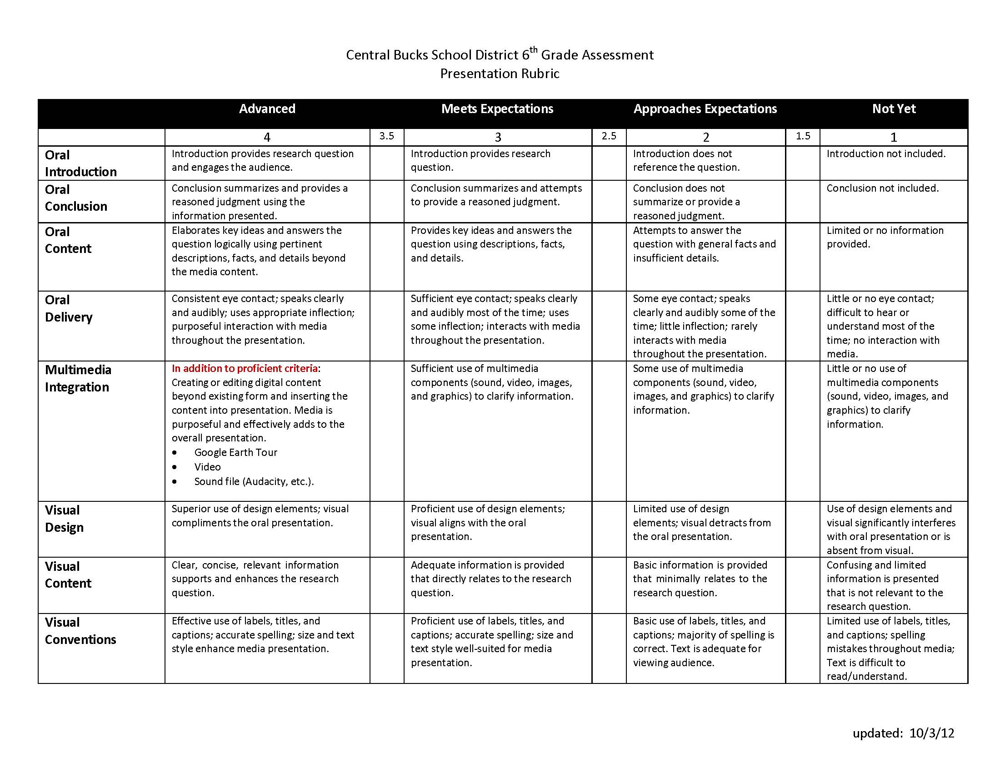 Central Bucks School District 6th Grade Assessment
Presentation Rubric
Advanced
Meets Expectations
Approaches Expectations
Not Yet
4
3.5
3
2.5
2
1.5
1
Oral
Introduction
Introduction provides research question
and engages the audience.
Introduction provides research
question.
Introduction does not
reference the question.
Introduction not included.
Oral
Conclusion
Conclusion summarizes and provides a
reasoned judgment using the
information presented.
Conclusion summarizes and attempts
to provide a reasoned judgment.
Conclusion does not
summarize or provide a
reasoned judgment.
Conclusion not included.
Oral
Content
Elaborates key ideas and answers the
question logically using pertinent
descriptions, facts, and details beyond
the media content.
Provides key ideas and answers the
question using descriptions, facts,
and details.
Attempts to answer the
question with general facts and
insufficient details.
Limited or no information
provided.
Oral
Delivery
Consistent eye contact; speaks clearly
and audibly; uses appropriate inflection;
purposeful interaction with media
throughout the presentation.
Sufficient eye contact; speaks clearly
and audibly most of the time; uses
some inflection; interacts with media
throughout the presentation.
Some eye contact; speaks
clearly and audibly some of the
time; little inflection; rarely
interacts with media
throughout the presentation.
Little or no eye contact;
difficult to hear or
understand most of the
time; no interaction with
media.
Multimedia
Integration
In addition to proficient criteria:
Creating or editing digital content
beyond existing form and inserting the
content into presentation. Media is
purposeful and effectively adds to the
overall presentation.
• Google Earth Tour
• Video
• Sound file (Audacity, etc.).
Sufficient use of multimedia
components (sound, video, images,
and graphics) to clarify information.
Some use of multimedia
components (sound, video,
images, and graphics) to clarify
information.
Little or no use of
multimedia components
(sound, video, images, and
graphics) to clarify
information.
Visual
Design
Superior use of design elements; visual
compliments the oral presentation.
Proficient use of design elements;
visual aligns with the oral
presentation.
Limited use of design
elements; visual detracts from
the oral presentation.
Use of design elements and
visual significantly interferes
with oral presentation or is
absent from visual.
Visual
Content
Clear, concise, relevant information
supports and enhances the research
question.
Adequate information is provided
that directly relates to the research
question.
Basic information is provided
that minimally relates to the
research question.
Confusing and limited
information is presented
that is not relevant to the
research question.
Visual
Conventions
Effective use of labels, titles, and
captions; accurate spelling; size and text
style enhance media presentation.
Proficient use of labels, titles, and
captions; accurate spelling; size and
text style well-suited for media
presentation.
Basic use of labels, titles, and
captions; majority of spelling is
correct. Text is adequate for
viewing audience.
Limited use of labels, titles,
and captions; spelling
mistakes throughout media;
Text is difficult to
read/understand.
updated: 10/3/12